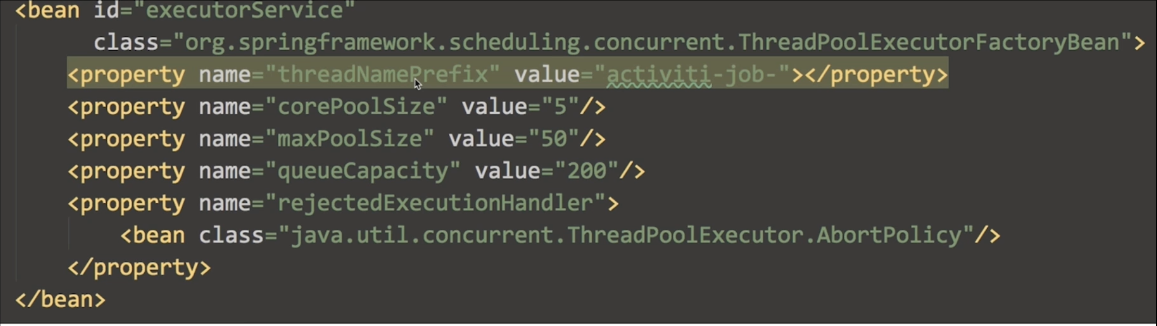 <bean id="executorService"
class="org.springframework.scheduling.concurrent.ThreadPoolExecutorFactoryBean">
<property name="threadNamePrefix" value="activiti-job-"></property>
<property name="corePoolSize" value="5"/>
<property name="maxPoolSize" value="50"/>
<property name="queueCapacity" value="200"/>
<property name="rejectedExecutionHandler">
<bean class="java.util.concurrent.ThreadPoolExecutor.AbortPolicy"/>
</property>
</bean>